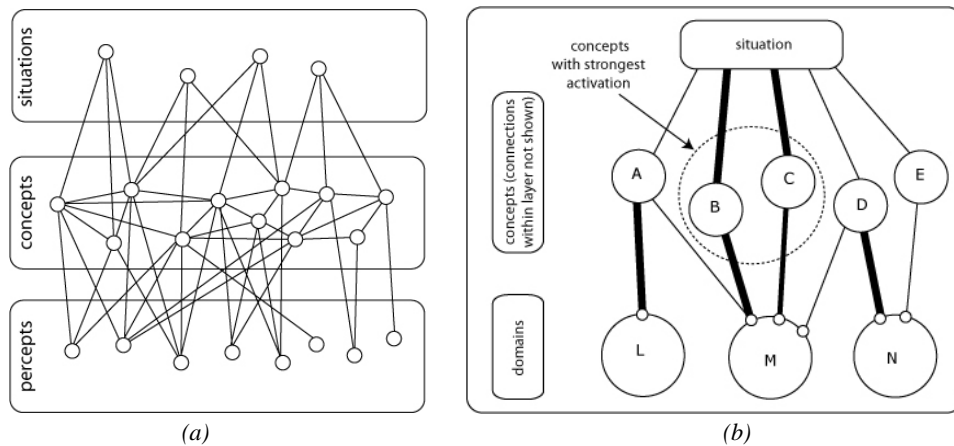 situations
concepts
percepts
(a)
concepts
with strongest
activation
situation
concepts (connections
within layer not shown)
A
B
C
D
E
domains
L
M
N
(b)